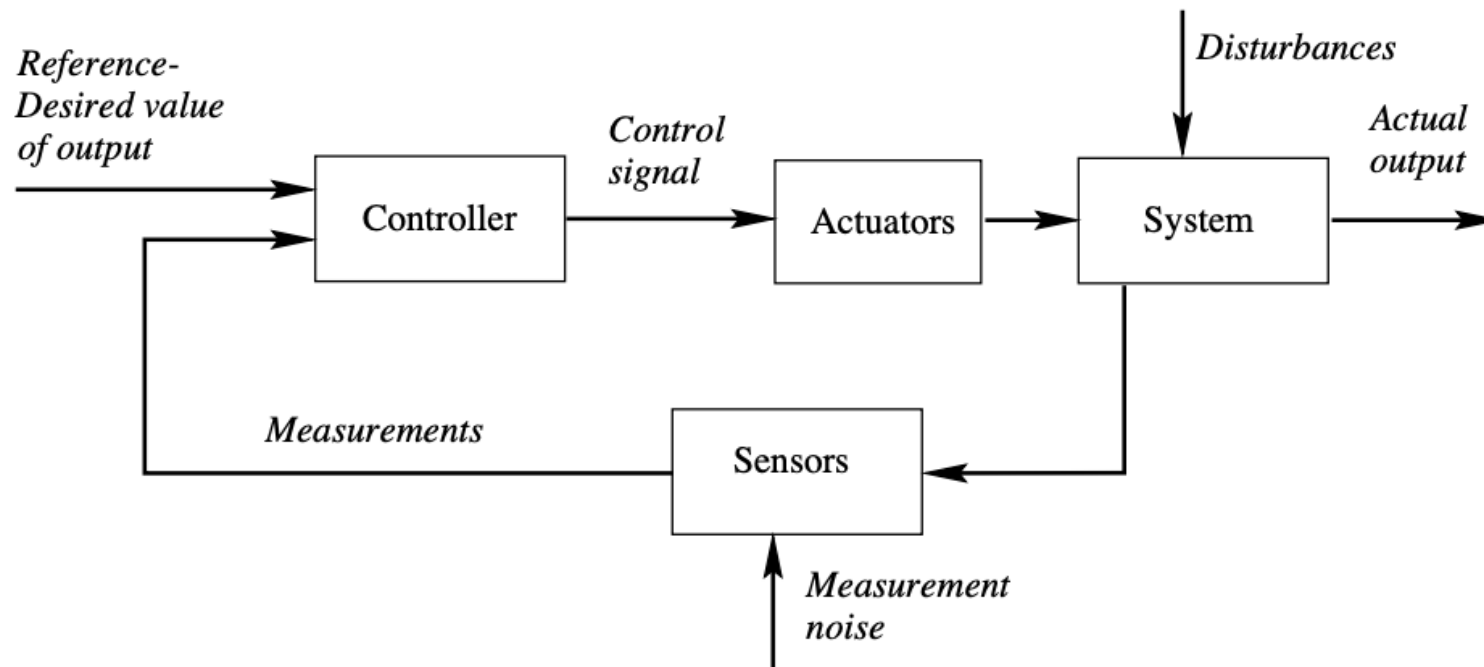 Reference-
Desired value
of output
Controller
Control
signal
Actuators
Disturbances
System
Actual
output
Measurements
Sensors
Measurement
noise